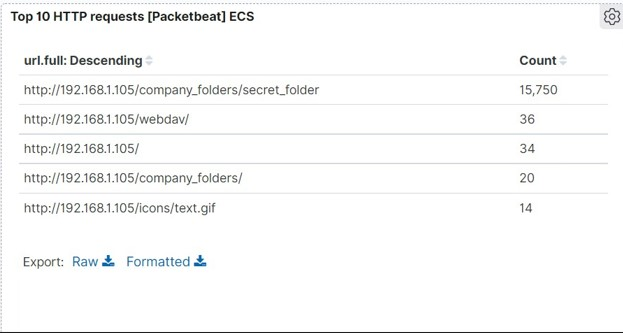 Top 10 HTTP requests [Packetbeat] ECS
url.full: Descending Count
http://192.168.1.105/company_folders/secret_folder 15,750
http://192.168.1.105/webdav/ 36
http://192.168.1.105/ 34
http://192.168.1.105/company_folders/ 20
http://192.168.1.105/icons/text.gif 14
Export: Raw Formatted